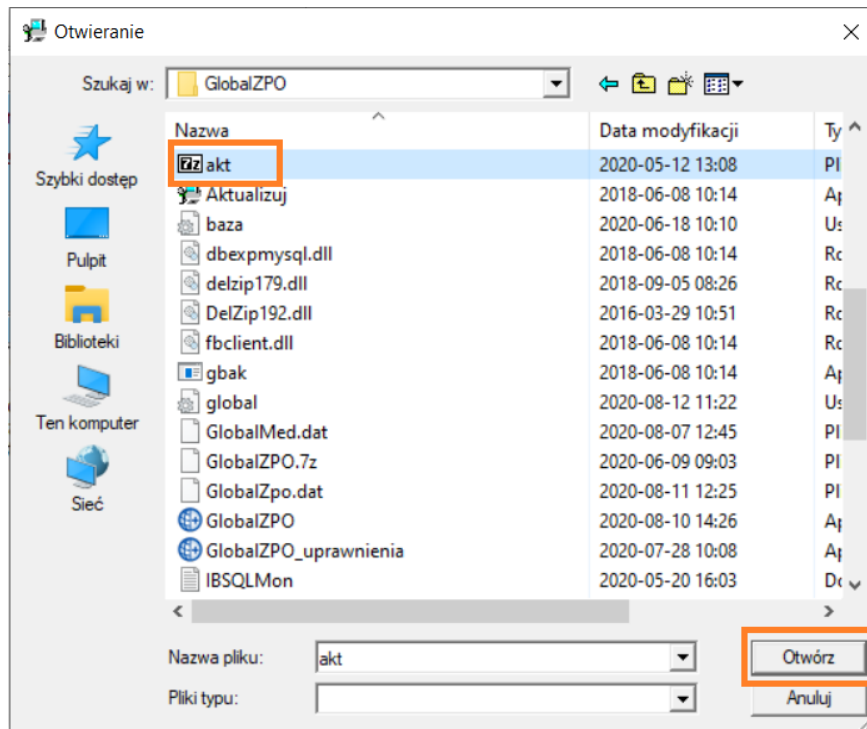 Otwieranie
Szukaj w: GlobalZPO
Nazwa Data modyfikacji Ty
7z akt 2020-05-12 13:08 Pl
Aktualizuj 2018-06-08 10:14 Ap
baza 2020-06-18 10:10 Us
dbexpmysql.dll 2018-06-08 10:14 Ro
delzip179.dll 2018-09-05 08:26 Ro
DelZip192.dll 2016-03-29 10:51 Ro
fbclient.dll 2018-06-08 10:14 Ro
gbak 2018-06-08 10:14 Ap
global 2020-08-12 11:22 Us
GlobalMed.dat 2020-08-07 12:45 Pl
GlobalZPO.7z 2020-06-09 09:03 Pl
GlobalZpo.dat 2020-08-11 12:25 Pl
GlobalZPO 2020-08-10 14:26 Ap
GlobalZPO_uprawnienia 2020-07-28 10:08 Ap
IBSQLMon 2020-05-20 16:03 Do
Szybki dostęp
Pulpit
Biblioteki
Ten komputer
Sieć
Nazwa pliku: akt Otwórz
Pliki typu: Anuluj